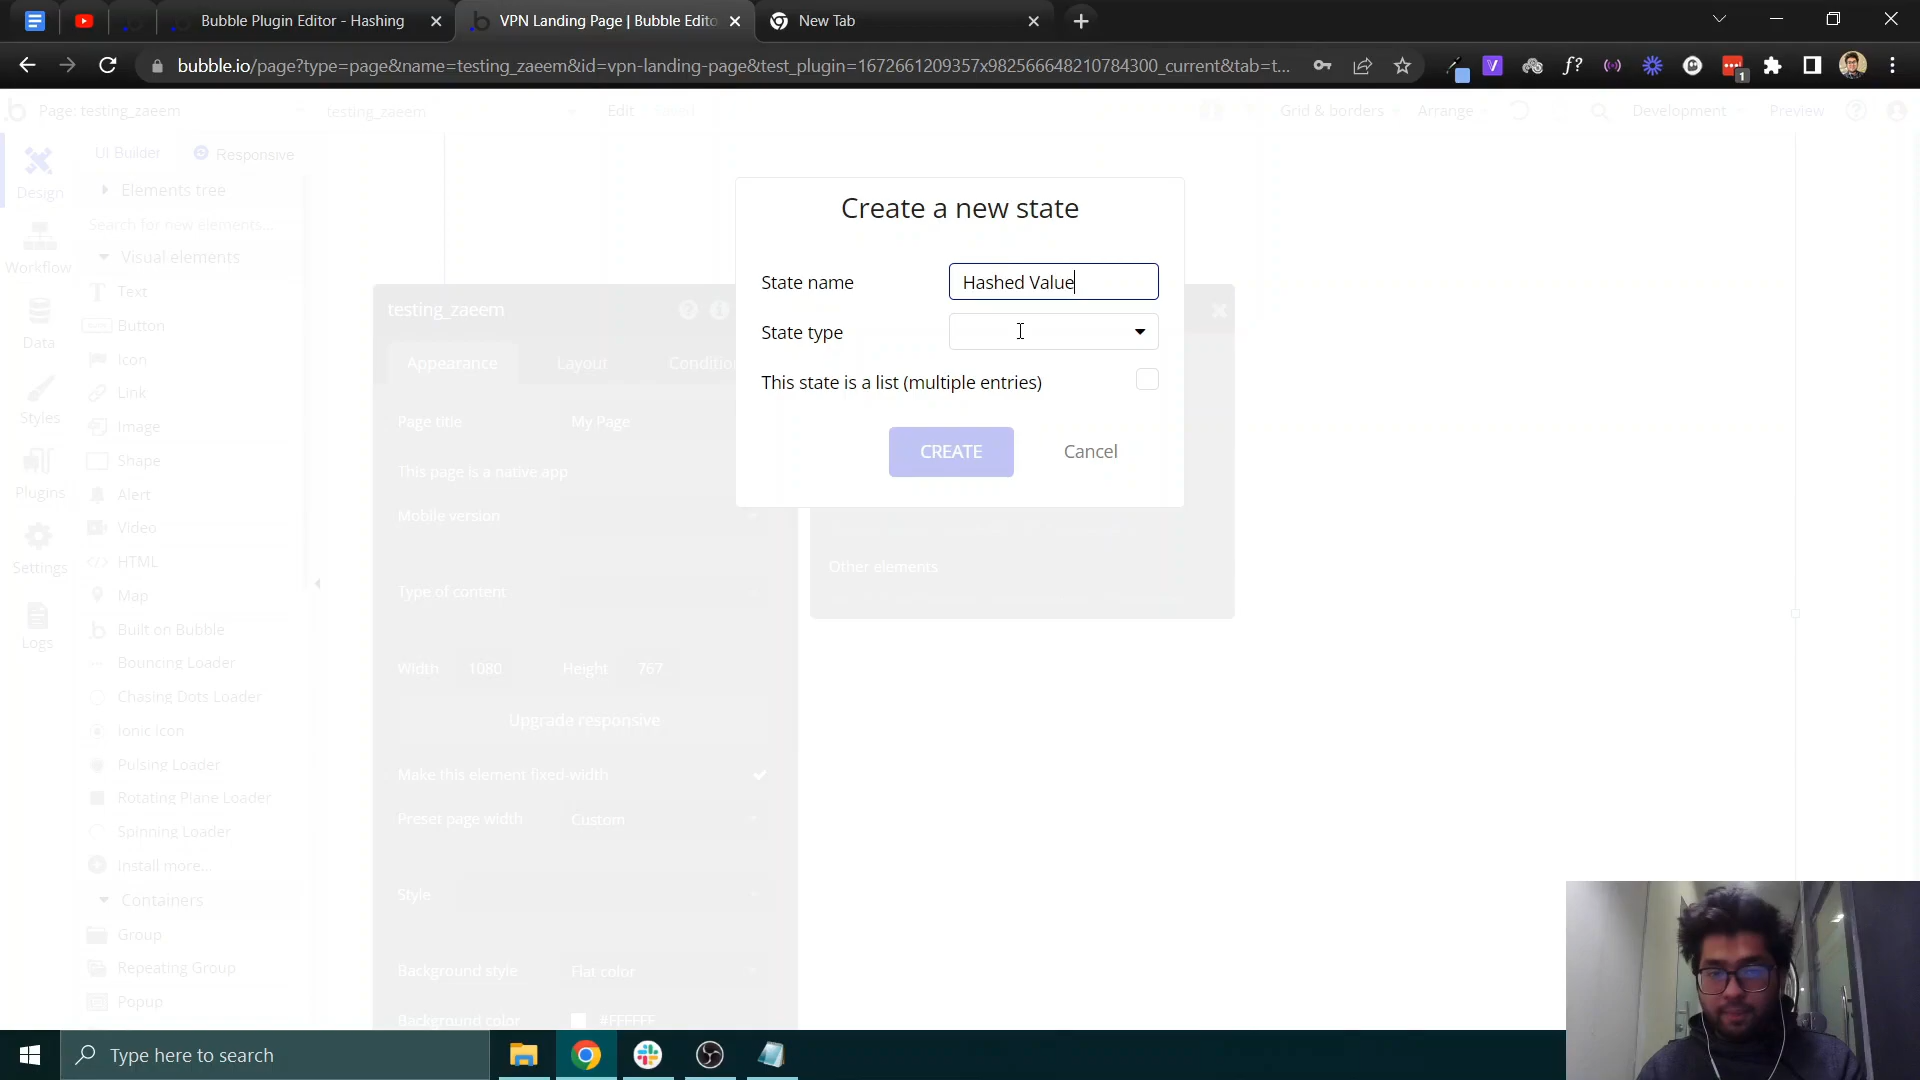 Bubble Plugin Editor - Hashing
VPN Landing Page | Bubble Edito
New Tab
bubble.io/page?type=page&name=testing_zaeem&id=vpn-landing-page&test_plugin=1672661209357x982566648210784300_current&tab=t...
1
Page: testing_zaeem
testing_zaeem
Edit
Saved
Grid & borders
Arrange
Development
Preview
UI Builder
Responsive
Design
Elements tree
Search for new elements...
Workflow
Visual elements
Text
Button
Icon
Data
Link
Styles
Image
Shape
Plugins
Alert
Video
Settings
HTML
Map
Logs
Built on Bubble
Bouncing Loader
Chasing Dots Loader
Ionic Icon
Pulsing Loader
Rotating Plane Loader
Spinning Loader
Install more...
Containers
Group
Repeating Group
Popup
testing_zaeem
Appearance
Layout
Conditio
Page title
My Page
This page is a native app
Mobile version
Type of content
Width
1080
Height
767
Upgrade responsive
Make this element fixed-width
Preset page width
Custom
Style
Background style
Flat color
Background color
#FFFFFF
Other elements
Create a new state
State name
Hashed Value
State type
This state is a list (multiple entries)
CREATE
Cancel
Type here to search